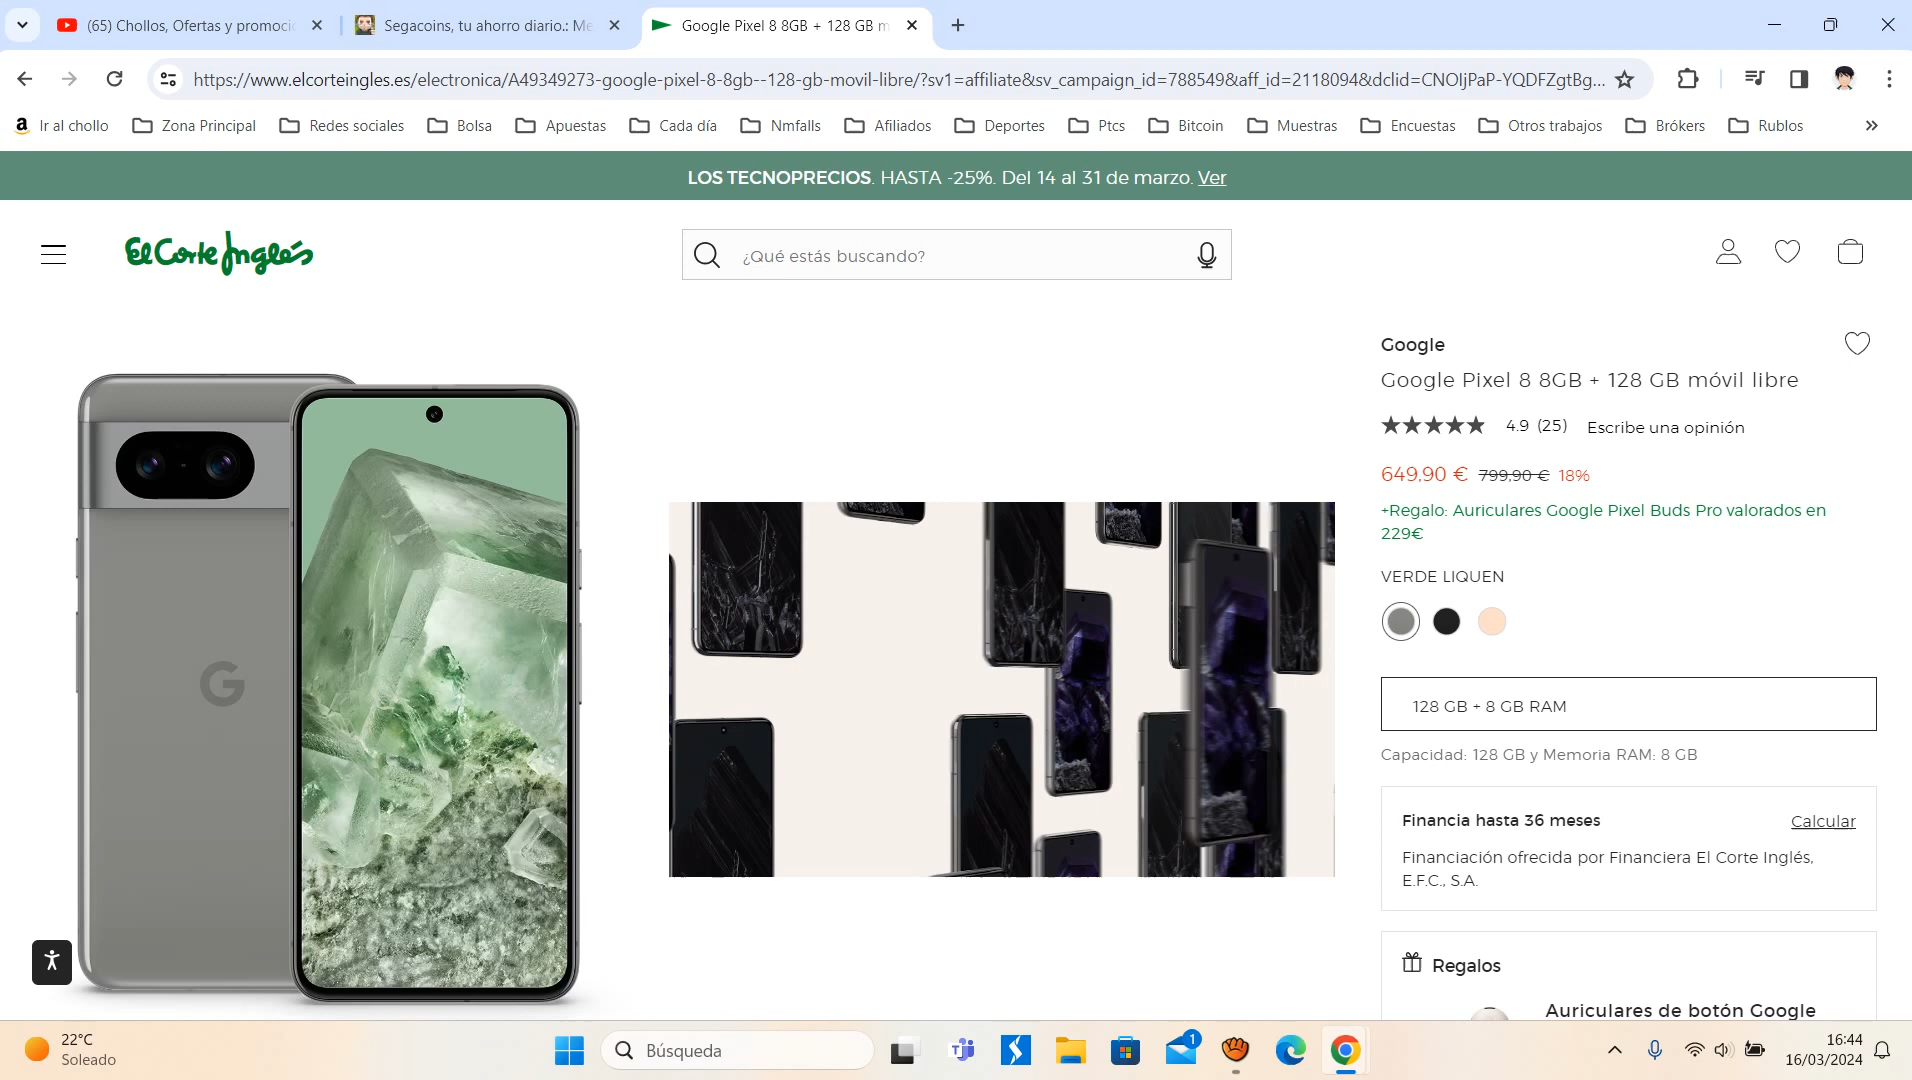 (65) Chollos, Ofertas y promocio
Segacoins, tu ahorro diario.: Me
Google Pixel 8 8GB + 128 GB m
https://www.elcorteingles.es/electronica/A49349273-google-pixel-8-8gb--128-gb-movil-libre/?sv1=affiliate&sv_campaign_id=788549&aff_id=2118094&dclid=CNOljPaP-YQDFZgtBg...
Ir al chollo Zona Principal Redes sociales Bolsa Apuestas Cada día Nmfalls Afiliados Deportes Ptcs Bitcoin Muestras Encuestas Otros trabajos Brókers Rublos
LOS TECNOPRECIOS. HASTA -25%. Del 14 al 31 de marzo. Ver
El Corte Inglés
¿Qué estás buscando?
Google
Google Pixel 8 8GB + 128 GB móvil libre
4.9 (25) Escribe una opinión
649,90 € 799,90 € 18%
+Regalo: Auriculares Google Pixel Buds Pro valorados en
229€
VERDE LIQUEN
128 GB + 8 GB RAM
Capacidad: 128 GB y Memoria RAM: 8 GB
Financia hasta 36 meses Calcular
Financiación ofrecida por Financiera El Corte Inglés,
E.F.C., S.A.
Regalos
Auriculares de botón Google
22°C
Soleado
Búsqueda
1
16:44
16/03/2024